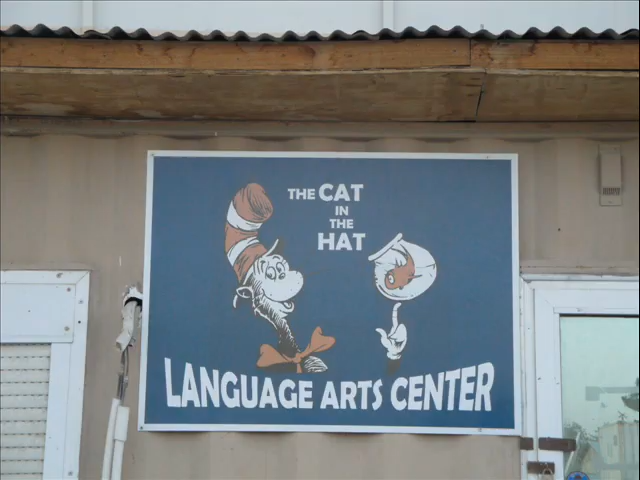 THE CAT
IN
THE
HAT
LANGUAGE ARTS CENTER